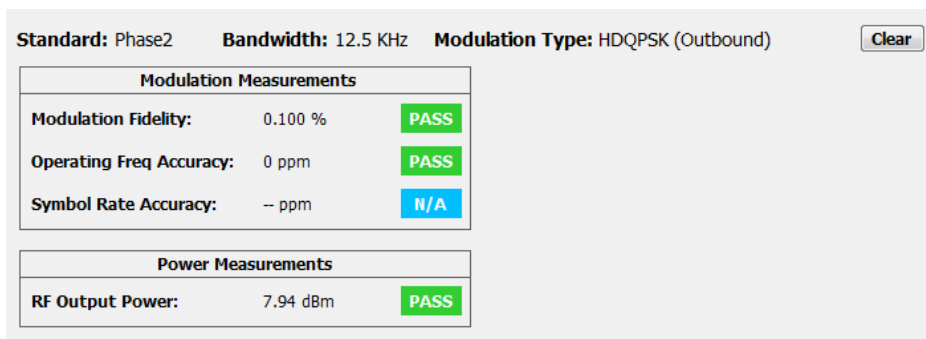 Standard: Phase2 Bandwidth: 12.5 KHz Modulation Type: HDQPSK (Outbound) Clear
Modulation Measurements
Modulation Fidelity: 0.100 % PASS
Operating Freq Accuracy: 0 ppm PASS
Symbol Rate Accuracy: -- ppm N/A
Power Measurements
RF Output Power: 7.94 dBm PASS